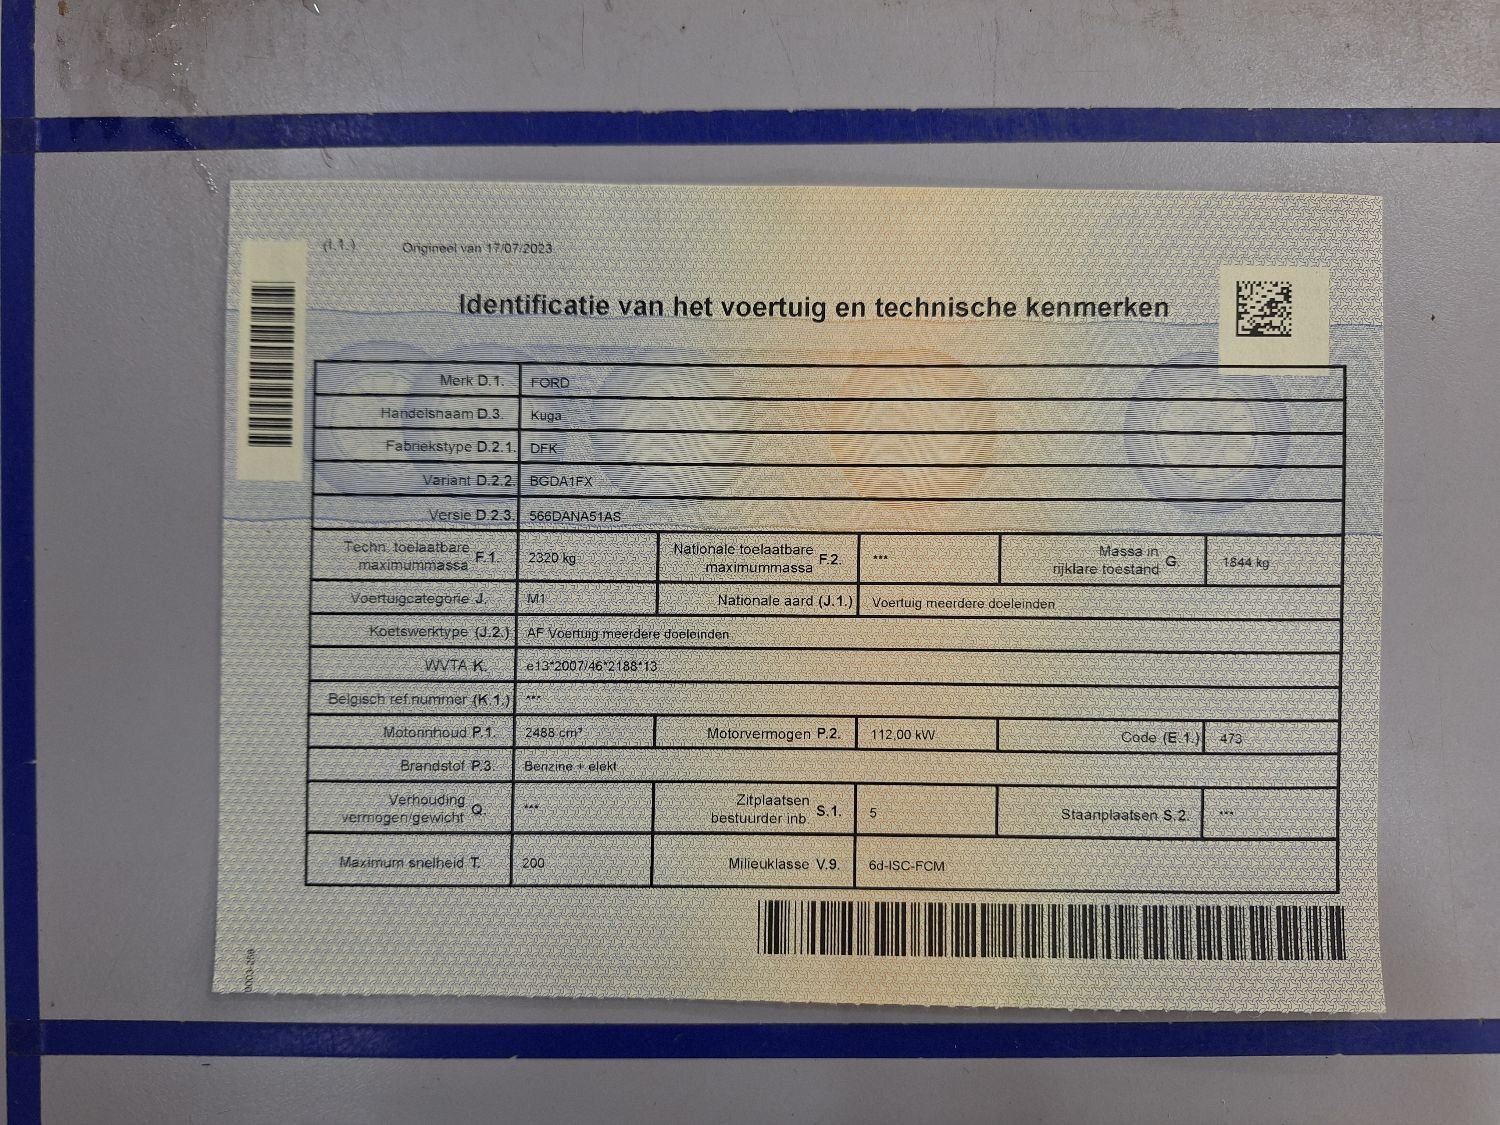 (I.1.) Origineel van 17/07/2023
Identificatie van het voertuig en technische kenmerken
Merk D.1. FORD
Handelsnaam D.3. Kuga
Fabriekstype D.2.1. DFK
Variant D.2.2. BGDA1FX
Versie D.2.3. 566DANA51AS
Techn. toelaatbare maximummassa F.1. 2320 kg Nationale toelaatbare maximummassa F.2. *** Massa in rijklare toestand G. 1844 kg
Voertuigcategorie J. M1 Nationale aard (J.1.) Voertuig meerdere doeleinden
Koetswerktype (J.2.) AF Voertuig meerdere doeleinden
WVTA K. e13*2007/46*2188*13
Belgisch ref.nummer (K.1.) ***
Motorinhoud P.1. 2488 cm³ Motorvermogen P.2. 112,00 kW Code (E.1.) 473
Brandstof P.3. Benzine + elekt
Verhouding vermogen/gewicht Q. *** Zitplaatsen bestuurder inb. S.1. 5 Staanplaatsen S.2. ***
Maximum snelheid T. 200 Milieuklasse V.9. 6d-ISC-FCM